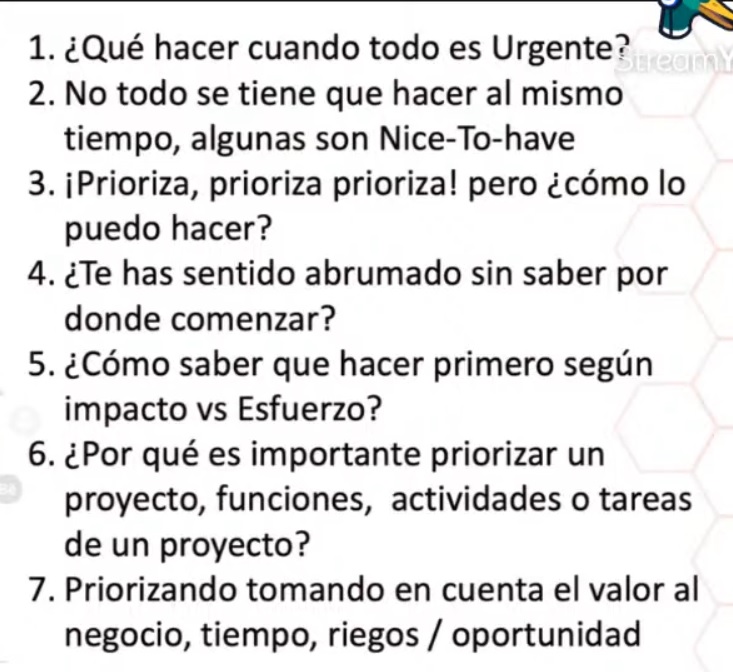 1. ¿Qué hacer cuando todo es Urgente?
StreamY
2. No todo se tiene que hacer al mismo
tiempo, algunas son Nice-To-have
3. ¡Prioriza, prioriza prioriza! pero ¿cómo lo
puedo hacer?
4. ¿Te has sentido abrumado sin saber por
donde comenzar?
5. ¿Cómo saber que hacer primero según
impacto vs Esfuerzo?
6. ¿Por qué es importante priorizar un
proyecto, funciones, actividades o tareas
de un proyecto?
7. Priorizando tomando en cuenta el valor al
negocio, tiempo, riegos / oportunidad